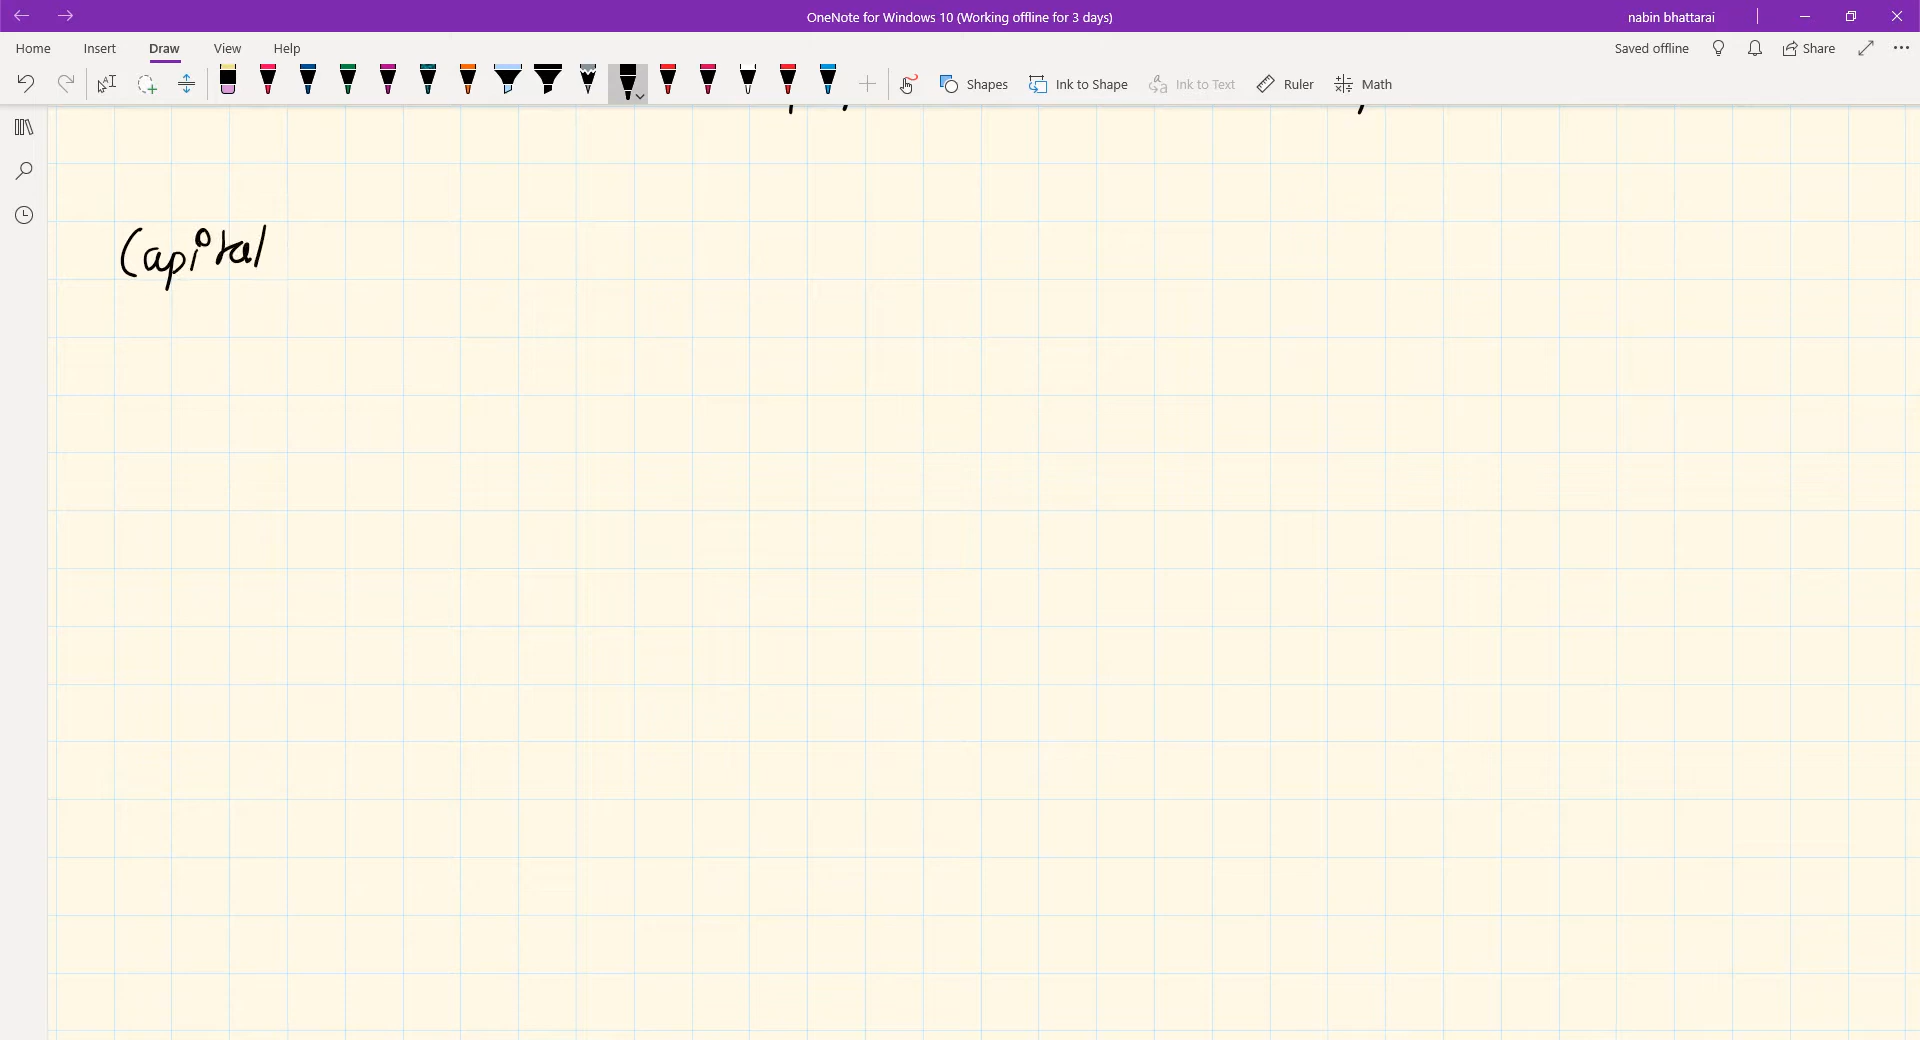 OneNote for Windows 10 (Working offline for 3 days)
nabin bhattarai
Home Insert Draw View Help
Saved offline Share
Shapes Ink to Shape Ink to Text Ruler Math
Capital